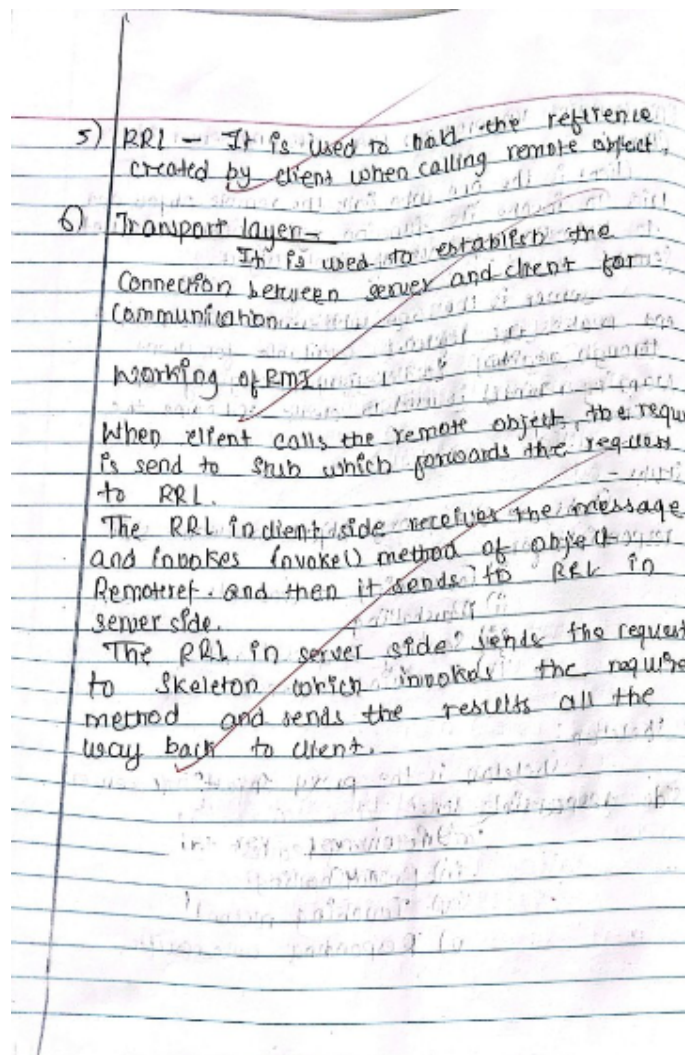 5) RRL - It is used to hold the refrence
created by client when calling remote object.
6) Transport layer -
It is used to establish the
Connection between server and client for
Communication.
Working of RMI
When client calls the remote object, the requ
is send to Stub which forwards the request
to RRL.
The RRL in client side receives the message
and invokes invoke() method of object
Remoteref. and then it sends to RRL in
server side.
The RRL in server side sends the request
to Skeleton which invokes the require
method and sends the results all the
way back to client.